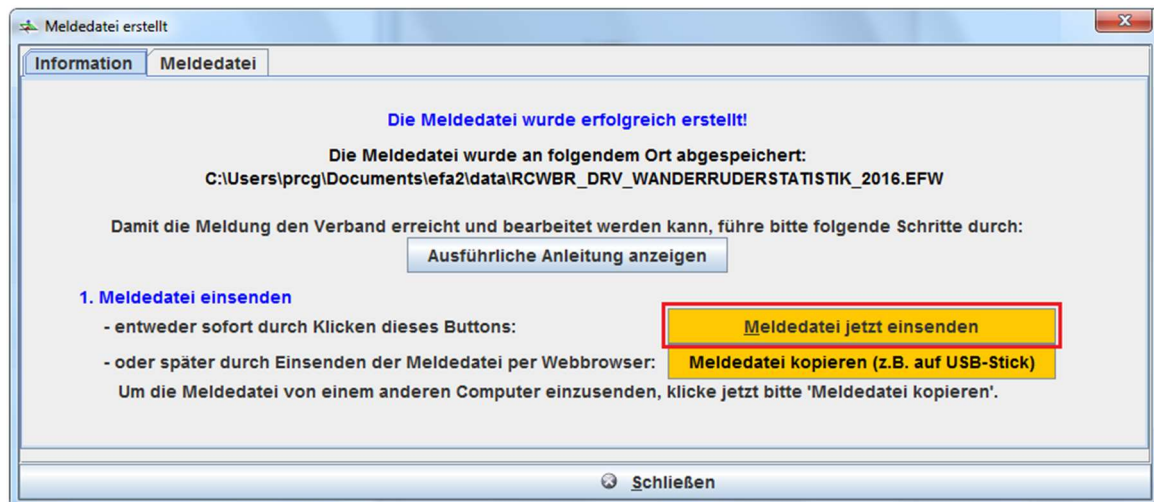 Meldedatei erstellt
Information Meldedatei
Die Meldedatei wurde erfolgreich erstellt!
Die Meldedatei wurde an folgendem Ort abgespeichert:
C:\Users\prcg\Documents\efa2\data\RCWBR_DRV_WANDERRUDERSTATISTIK_2016.EFW
Damit die Meldung den Verband erreicht und bearbeitet werden kann, führe bitte folgende Schritte durch:
Ausführliche Anleitung anzeigen
1. Meldedatei einsenden
- entweder sofort durch Klicken dieses Buttons: Meldedatei jetzt einsenden
- oder später durch Einsenden der Meldedatei per Webbrowser: Meldedatei kopieren (z.B. auf USB-Stick)
Um die Meldedatei von einem anderen Computer einzusenden, klicke jetzt bitte 'Meldedatei kopieren'.
Schließen